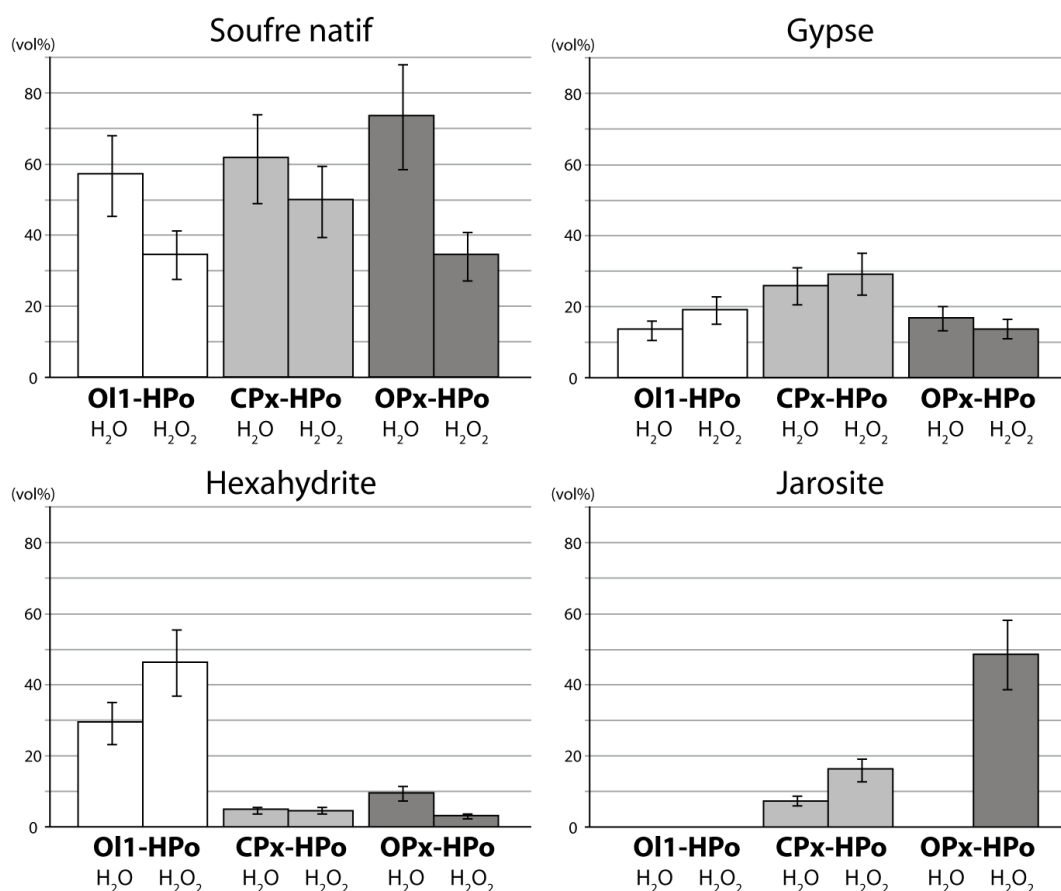 Soufre natif
(vol%)
80
60
40
20
0
Ol1-HPo CPx-HPo OPx-HPo
H₂O H₂O₂ H₂O H₂O₂ H₂O H₂O₂
Gypse
(vol%)
80
60
40
20
0
Ol1-HPo CPx-HPo OPx-HPo
H₂O H₂O₂ H₂O H₂O₂ H₂O H₂O₂
Hexahydrite
(vol%)
80
60
40
20
0
Ol1-HPo CPx-HPo OPx-HPo
H₂O H₂O₂ H₂O H₂O₂ H₂O H₂O₂
Jarosite
(vol%)
80
60
40
20
0
Ol1-HPo CPx-HPo OPx-HPo
H₂O H₂O₂ H₂O H₂O₂ H₂O H₂O₂